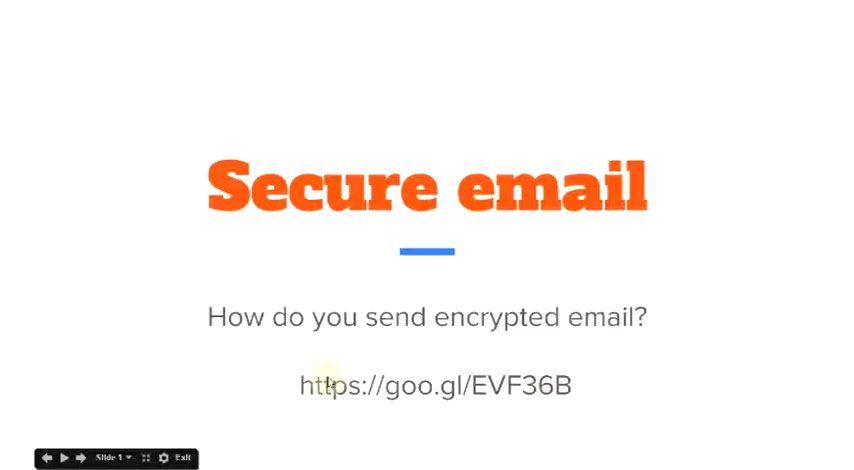 Secure email
How do you send encrypted email?
https://goo.gl/EVF36B
Slide 1 Exit